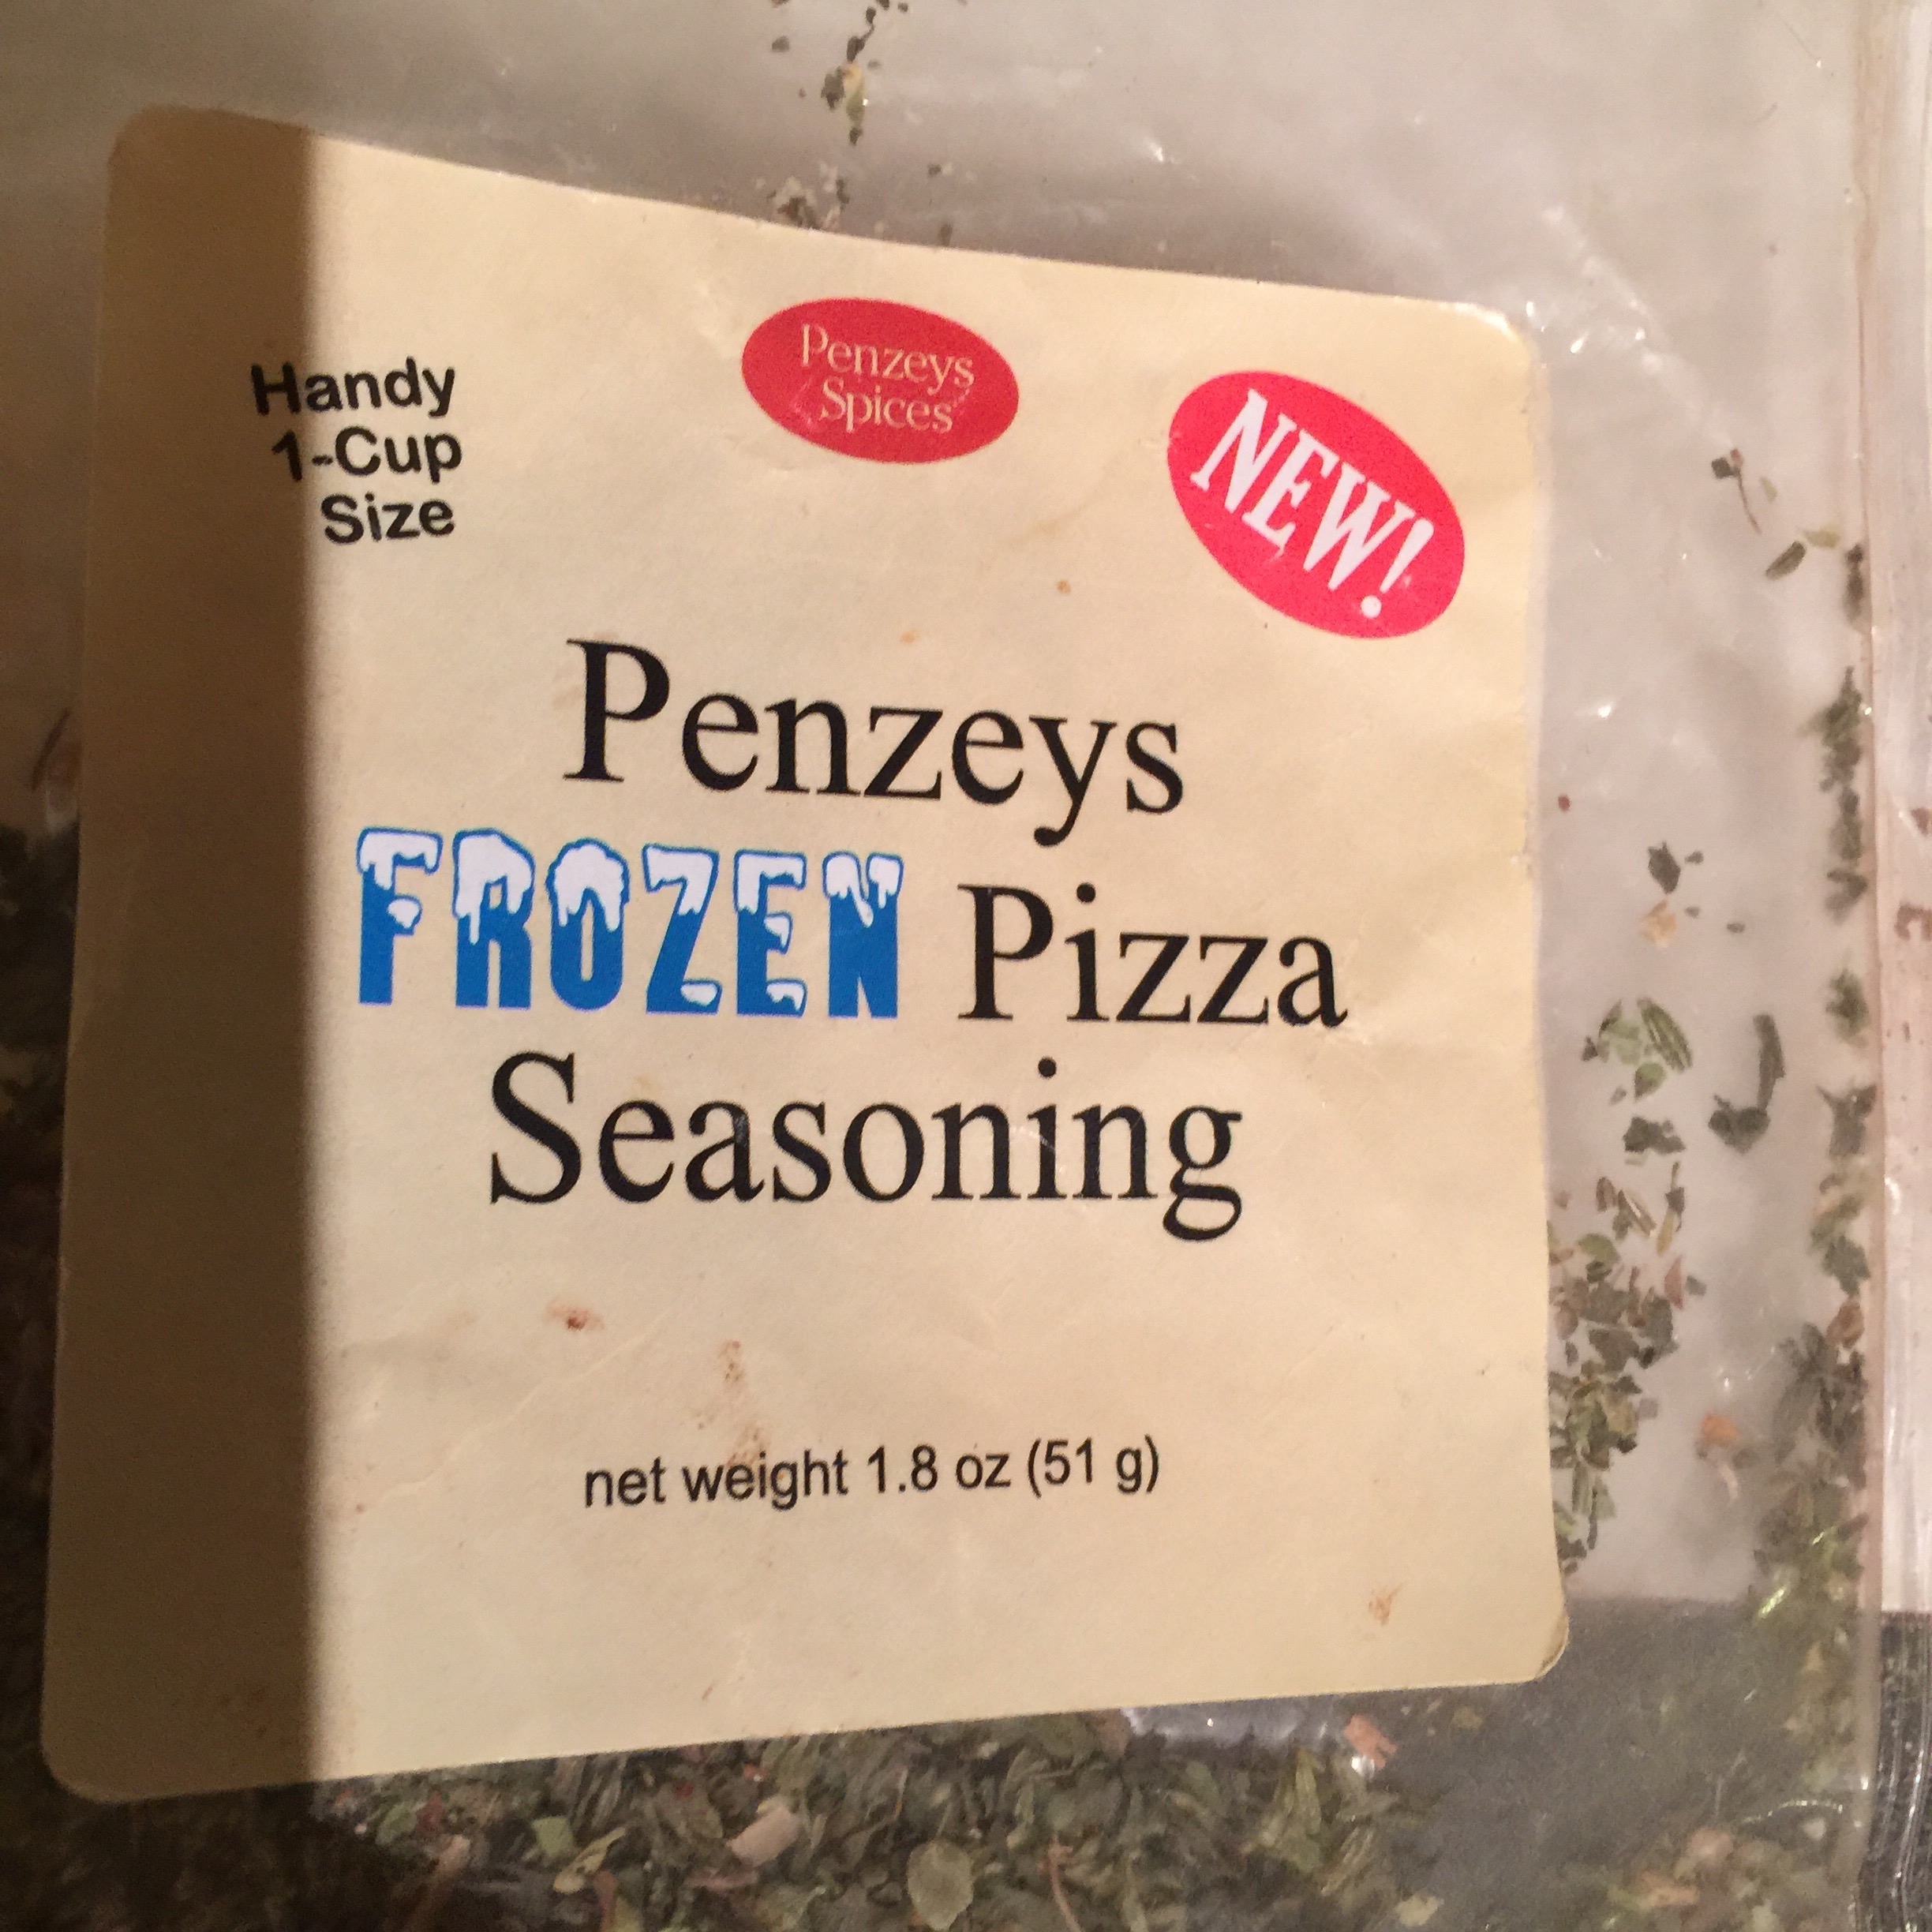 Handy
1-Cup
Size
Penzeys
Spices
NEW!
Penzeys
FROZEN Pizza
Seasoning
net weight 1.8 oz (51 g)